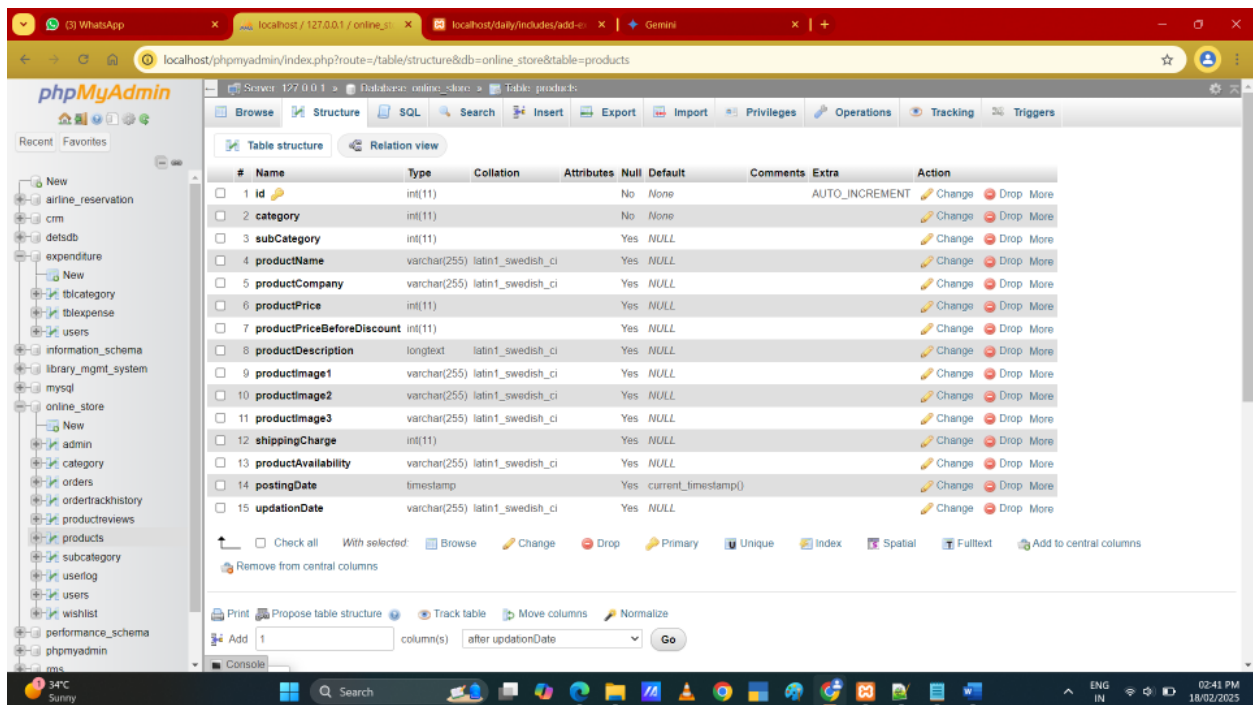 (3) WhatsApp
localhost / 127.0.0.1 / online_st
localhost/daily/includes/add-e
Gemini
localhost/phpmyadmin/index.php?route=/table/structure&db=online_store&table=products
phpMyAdmin
Recent Favorites
New
airline_reservation
crm
detsdb
expenditure
New
tblcategory
tblexpense
users
information_schema
library_mgmt_system
mysql
online_store
New
admin
category
orders
ordertrackhistory
productreviews
products
subcategory
userlog
users
wishlist
performance_schema
phpmyadmin
rms
Server: 127.0.0.1 » Database: online_store » Table: products
Browse Structure SQL Search Insert Export Import Privileges Operations Tracking Triggers
Table structure Relation view
# Name Type Collation Attributes Null Default Comments Extra Action
1 id int(11) No None AUTO_INCREMENT Change Drop More
2 category int(11) No None Change Drop More
3 subCategory int(11) Yes NULL Change Drop More
4 productName varchar(255) latin1_swedish_ci Yes NULL Change Drop More
5 productCompany varchar(255) latin1_swedish_ci Yes NULL Change Drop More
6 productPrice int(11) Yes NULL Change Drop More
7 productPriceBeforeDiscount int(11) Yes NULL Change Drop More
8 productDescription longtext latin1_swedish_ci Yes NULL Change Drop More
9 productImage1 varchar(255) latin1_swedish_ci Yes NULL Change Drop More
10 productImage2 varchar(255) latin1_swedish_ci Yes NULL Change Drop More
11 productImage3 varchar(255) latin1_swedish_ci Yes NULL Change Drop More
12 shippingCharge int(11) Yes NULL Change Drop More
13 productAvailability varchar(255) latin1_swedish_ci Yes NULL Change Drop More
14 postingDate timestamp Yes current_timestamp() Change Drop More
15 updationDate varchar(255) latin1_swedish_ci Yes NULL Change Drop More
Check all With selected: Browse Change Drop Primary Unique Index Spatial Fulltext Add to central columns
Remove from central columns
Print Propose table structure Track table Move columns Normalize
Add 1 column(s) after updationDate Go
Console
1 34°C
Sunny
Search
ENG
IN
02:41 PM
18/02/2025